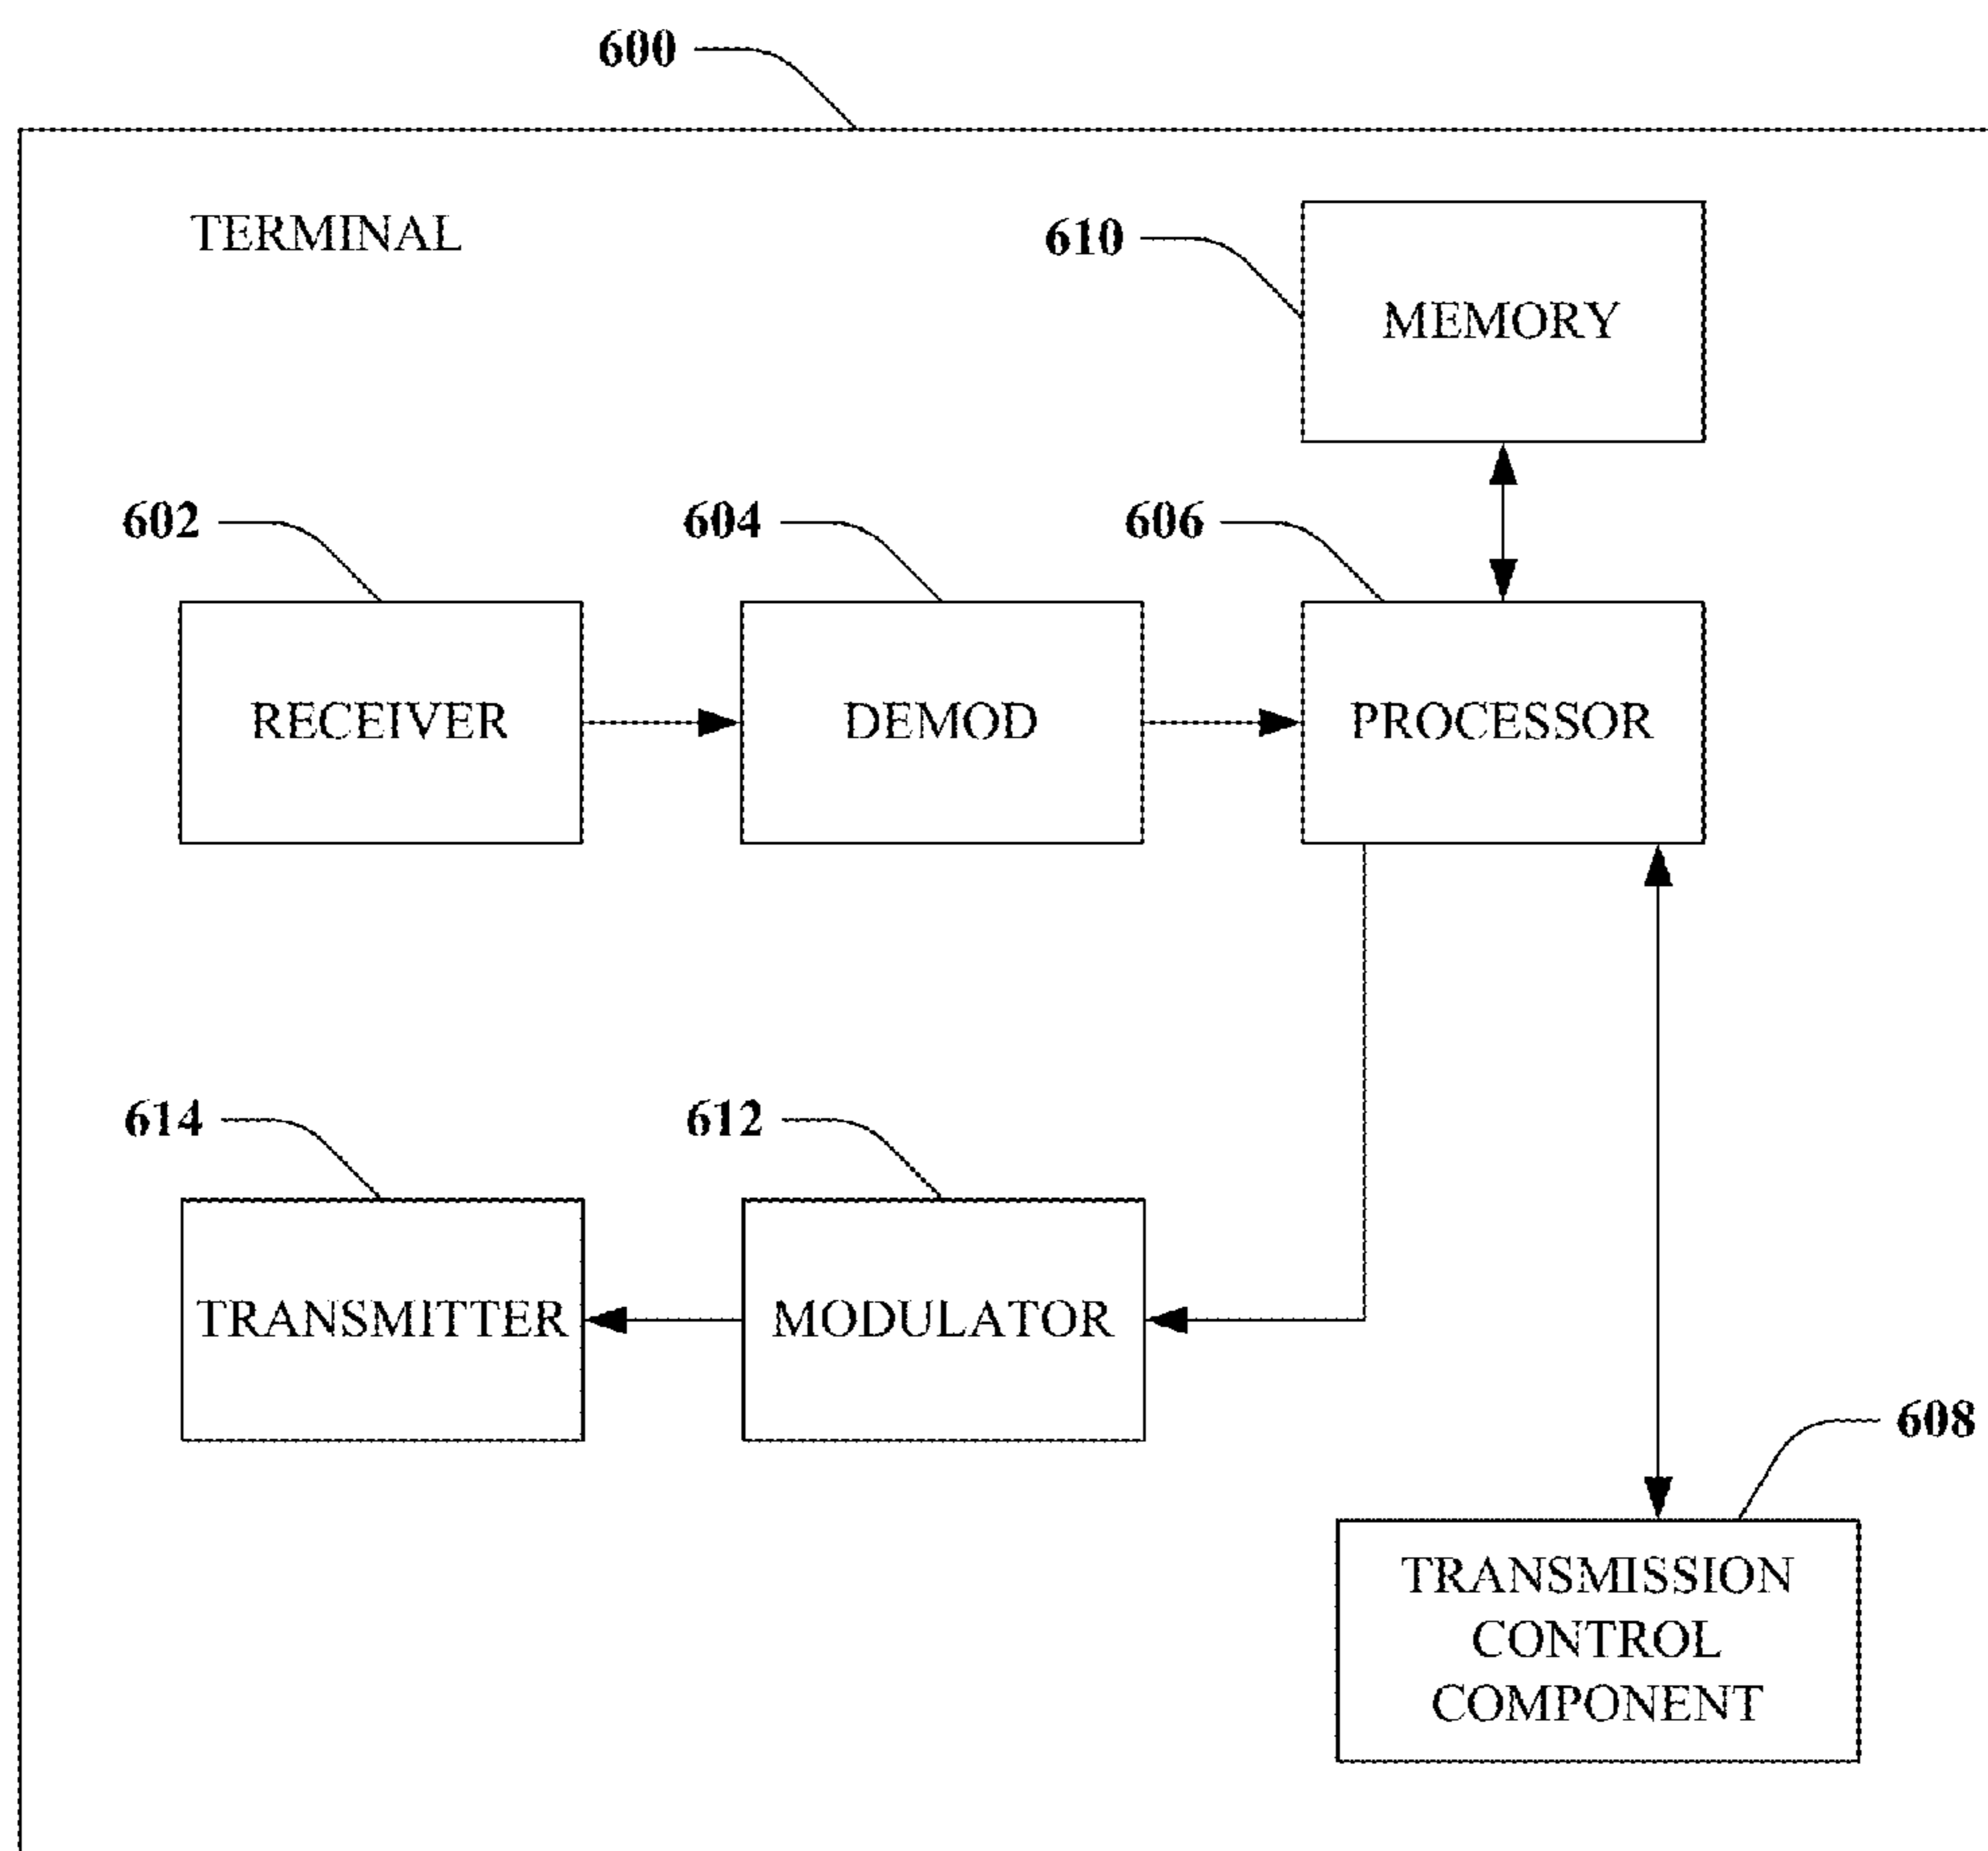 600
TERMINAL
610
MEMORY
602
604
606
RECEIVER
DEMOD
PROCESSOR
614
612
TRANSMITTER
MODULATOR
608
TRANSMISSION
CONTROL
COMPONENT